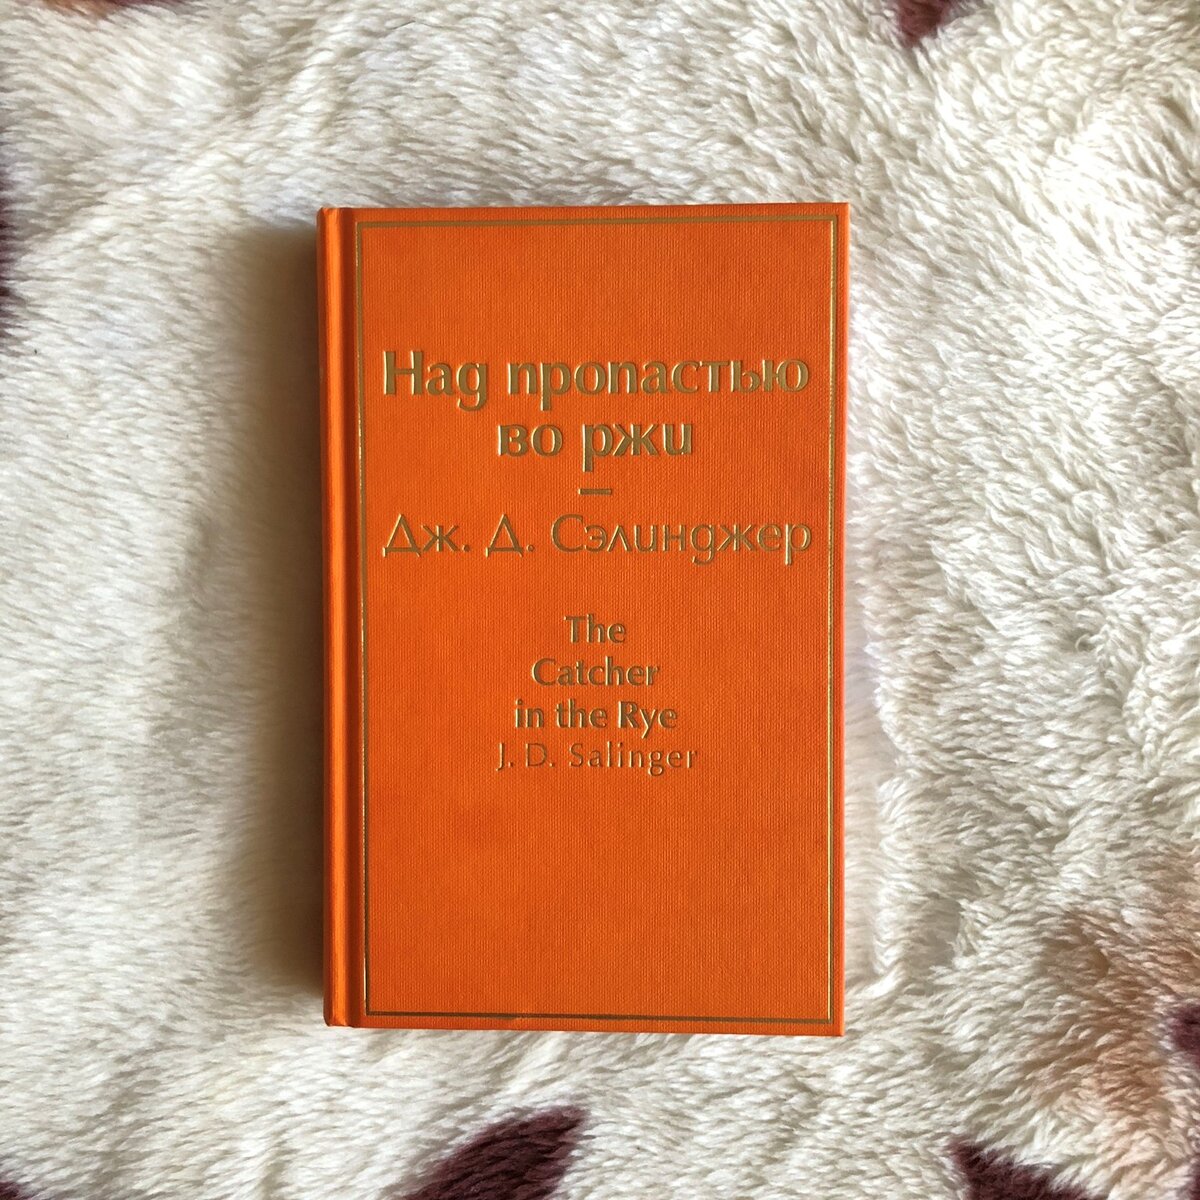 Над пропастью
во ржи
–
Дж. Д. Сэлинджер
The
Catcher
in the Rye
J. D. Salinger